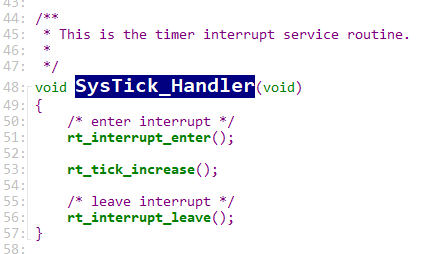 43:
44: /**
45:  * This is the timer interrupt service routine.
46:  *
47:  */
48: void SysTick_Handler(void)
49: {
50:     /* enter interrupt */
51:     rt_interrupt_enter();
52:
53:     rt_tick_increase();
54:
55:     /* leave interrupt */
56:     rt_interrupt_leave();
57: }
58: